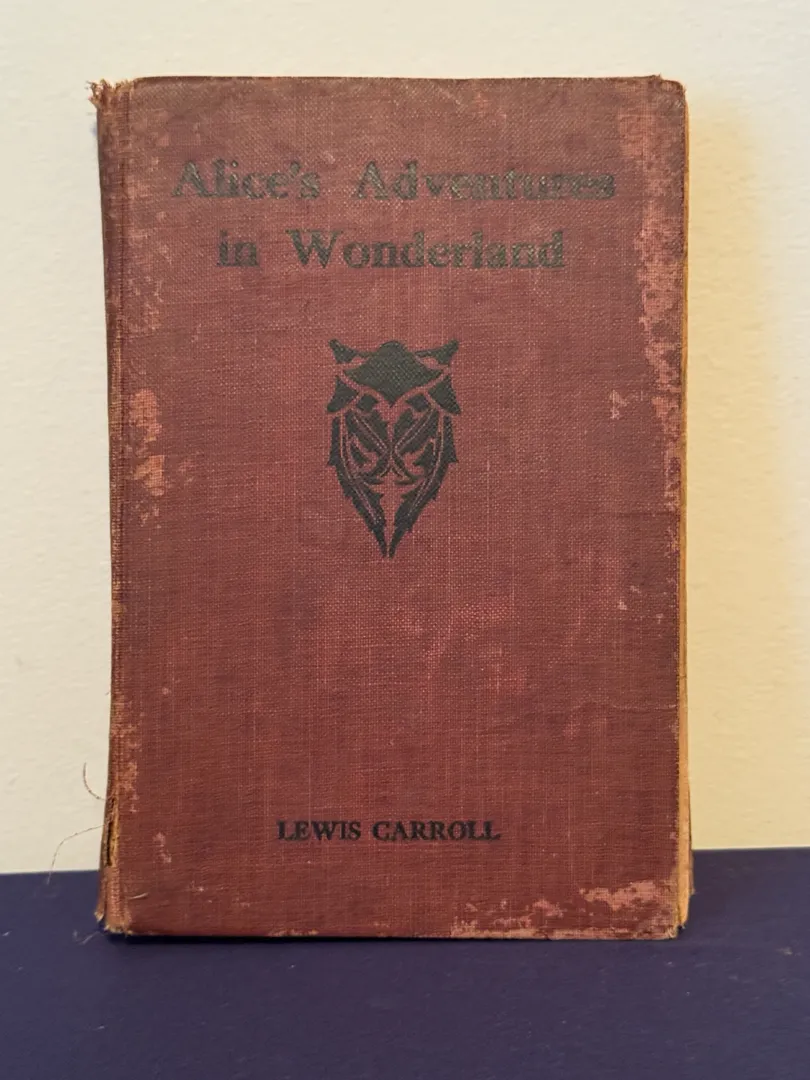 Alice's Adventures
in Wonderland
LEWIS CARROLL